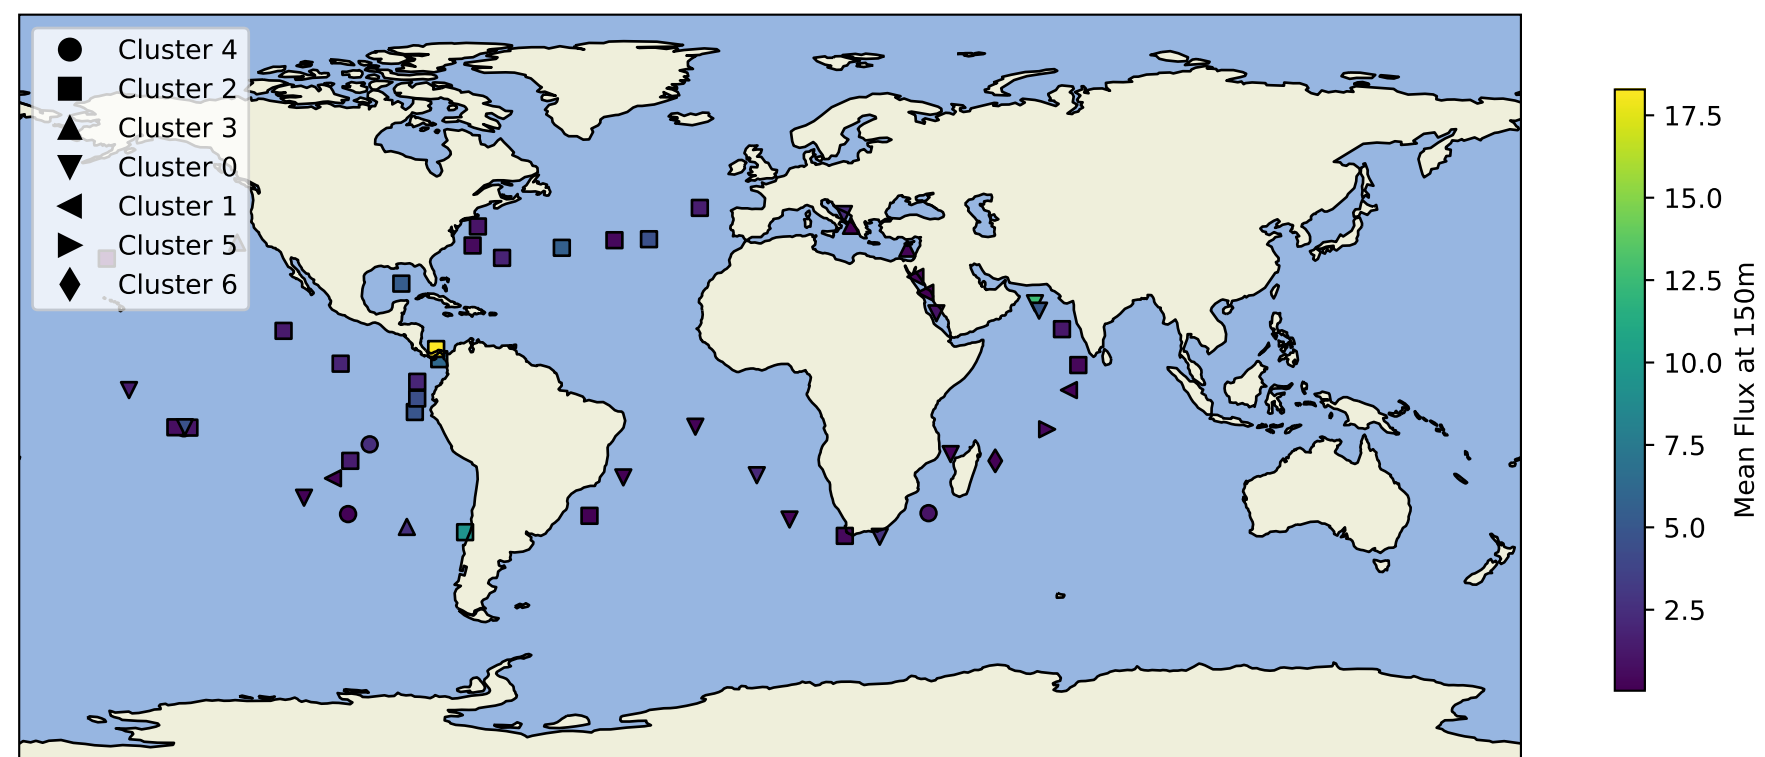 Cluster 4
Cluster 2
Cluster 3
Cluster 0
Cluster 1
Cluster 5
Cluster 6
17.5
15.0
12.5
10.0
7.5
5.0
2.5
Mean Flux at 150m